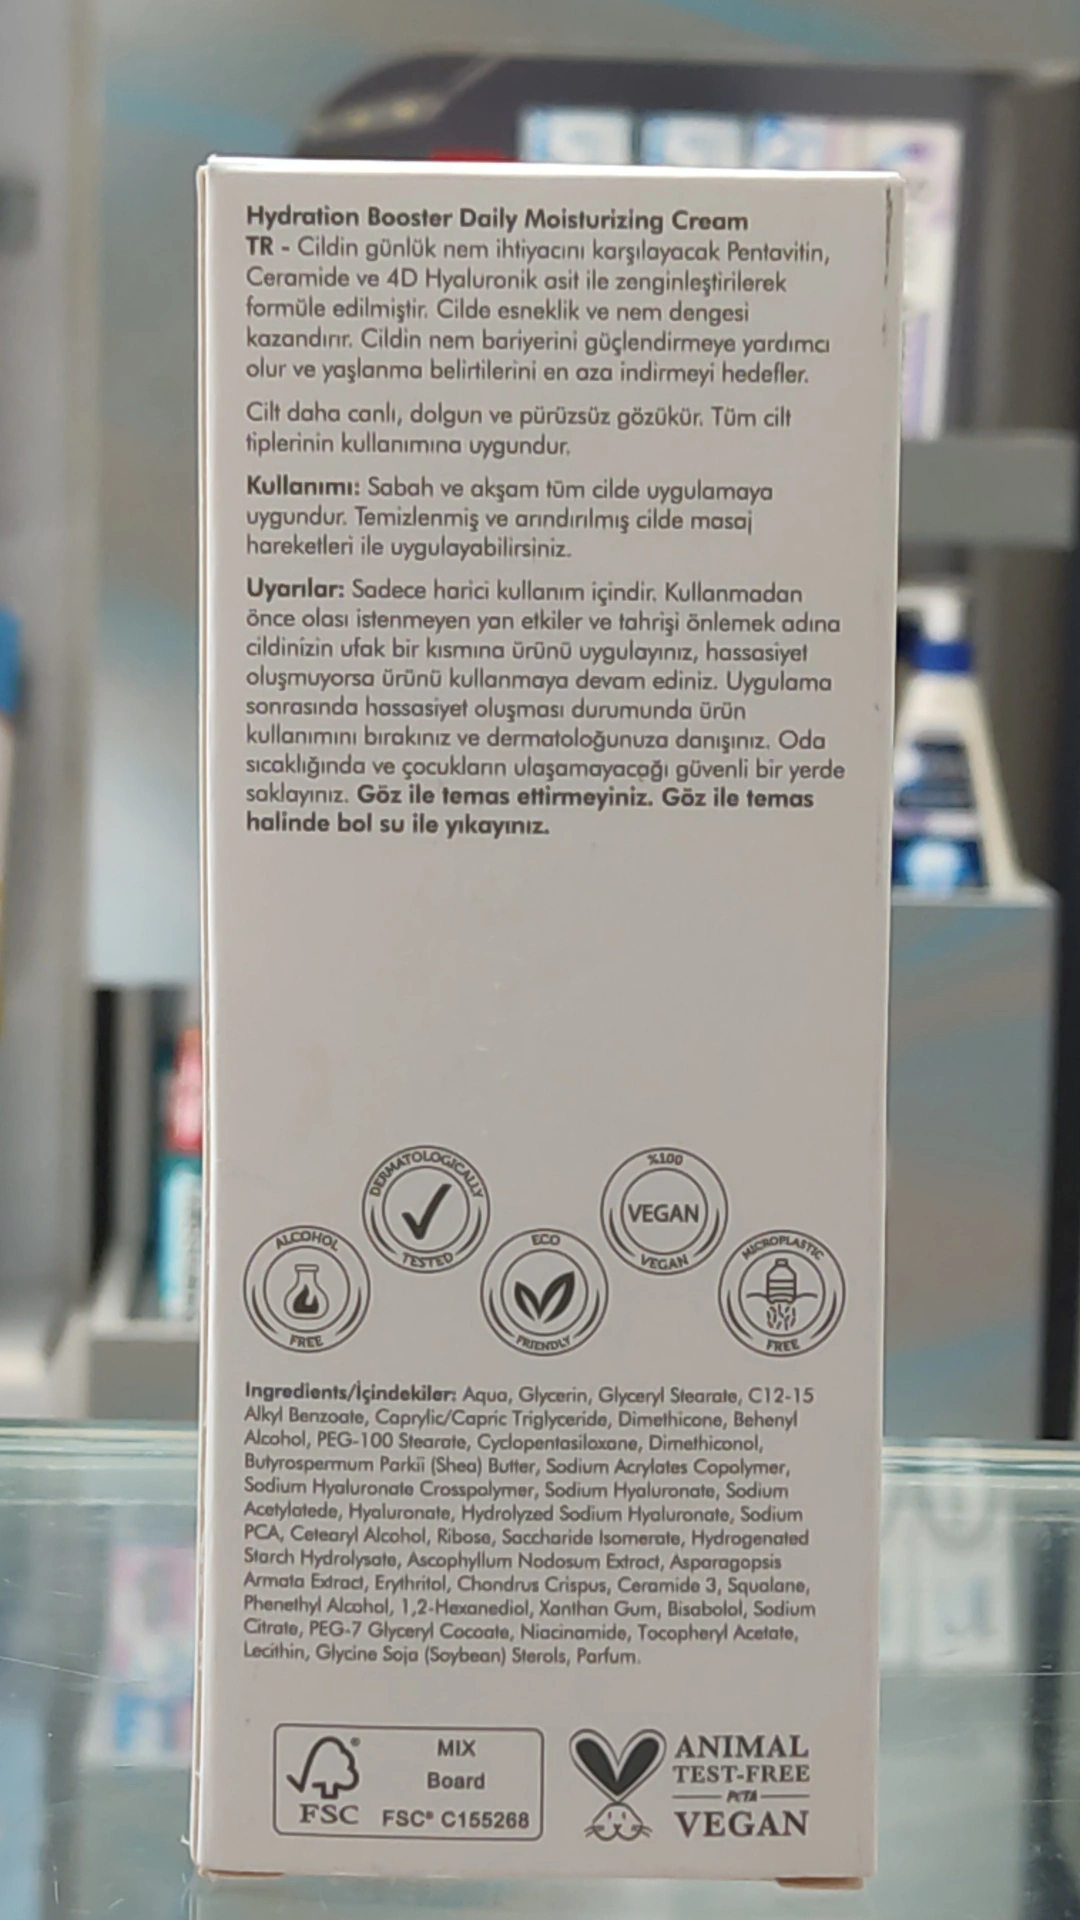 Hydration Booster Daily Moisturizing Cream
TR - Cildin günlük nem ihtiyacını karşılayacak Pentavitin,
Ceramide ve 4D Hyaluronik asit ile zenginleştirilerek
formüle edilmiştir. Cilde esneklik ve nem dengesi
kazandırır. Cildin nem bariyerini güçlendirmeye yardımcı
olur ve yaşlanma belirtilerini en aza indirmeyi hedefler.
Cilt daha canlı, dolgun ve pürüzsüz gözükür. Tüm cilt
tiplerinin kullanımına uygundur.
Kullanımı: Sabah ve akşam tüm cilde uygulamaya
uygundur. Temizlenmiş ve arındırılmış cilde masaj
hareketleri ile uygulayabilirsiniz.
Uyarılar: Sadece harici kullanım içindir. Kullanmadan
önce olası istenmeyen yan etkiler ve tahrişi önlemek adına
cildinizin ufak bir kısmına ürünü uygulayınız, hassasiyet
oluşmuyorsa ürünü kullanmaya devam ediniz. Uygulama
sonrasında hassasiyet oluşması durumunda ürün
kullanımını bırakınız ve dermatoloğunuza danışınız. Oda
sıcaklığında ve çocukların ulaşamayacağı güvenli bir yerde
saklayınız. Göz ile temas ettirmeyiniz. Göz ile temas
halinde bol su ile yıkayınız.
ALCOHOL
FREE
DERMATOLOGICALLY
TESTED
ECO
FRIENDLY
%100
VEGAN
VEGAN
MICROPLASTIC
FREE
Ingredients/İçindekiler: Aqua, Glycerin, Glyceryl Stearate, C12-15
Alkyl Benzoate, Caprylic/Capric Triglyceride, Dimethicone, Behenyl
Alcohol, PEG-100 Stearate, Cyclopentasiloxane, Dimethiconol,
Butyrospermum Parkii (Shea) Butter, Sodium Acrylates Copolymer,
Sodium Hyaluronate Crosspolymer, Sodium Hyaluronate, Sodium
Acetylatede, Hyaluronate, Hydrolyzed Sodium Hyaluronate, Sodium
PCA, Cetearyl Alcohol, Ribose, Saccharide Isomerate, Hydrogenated
Starch Hydrolysate, Ascophyllum Nodosum Extract, Asparagopsis
Armata Extract, Erythritol, Chondrus Crispus, Ceramide 3, Squalane,
Phenethyl Alcohol, 1,2-Hexanediol, Xanthan Gum, Bisabolol, Sodium
Citrate, PEG-7 Glyceryl Cocoate, Niacinamide, Tocopheryl Acetate,
Lecithin, Glycine Soja (Soybean) Sterols, Parfum.
FSC
MIX
Board
FSC® C155268
ANIMAL
TEST-FREE
PETA
VEGAN